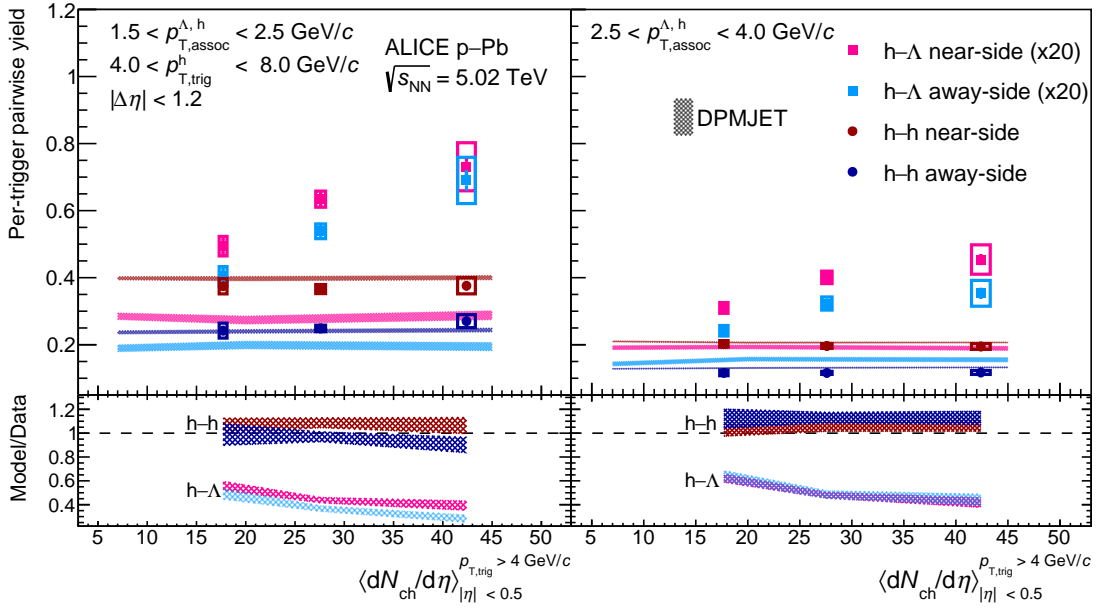 Per-trigger pairwise yield
1.2
1
0.8
0.6
0.4
0.2
1.5 < p^{Λ, h}_{T,assoc} < 2.5 GeV/c
4.0 < p^{h}_{T,trig} < 8.0 GeV/c
|Δη| < 1.2
ALICE p–Pb
√s_{NN} = 5.02 TeV
2.5 < p^{Λ, h}_{T,assoc} < 4.0 GeV/c
DPMJET
h–Λ near-side (x20)
h–Λ away-side (x20)
h–h near-side
h–h away-side
Model/Data
1.2
1
0.8
0.6
0.4
h–h
h–Λ
h–h
h–Λ
5 10 15 20 25 30 35 40 45 50
5 10 15 20 25 30 35 40 45 50
⟨dN_{ch}/dη⟩^{p_{T,trig} > 4 GeV/c}_{|η| < 0.5}
⟨dN_{ch}/dη⟩^{p_{T,trig} > 4 GeV/c}_{|η| < 0.5}